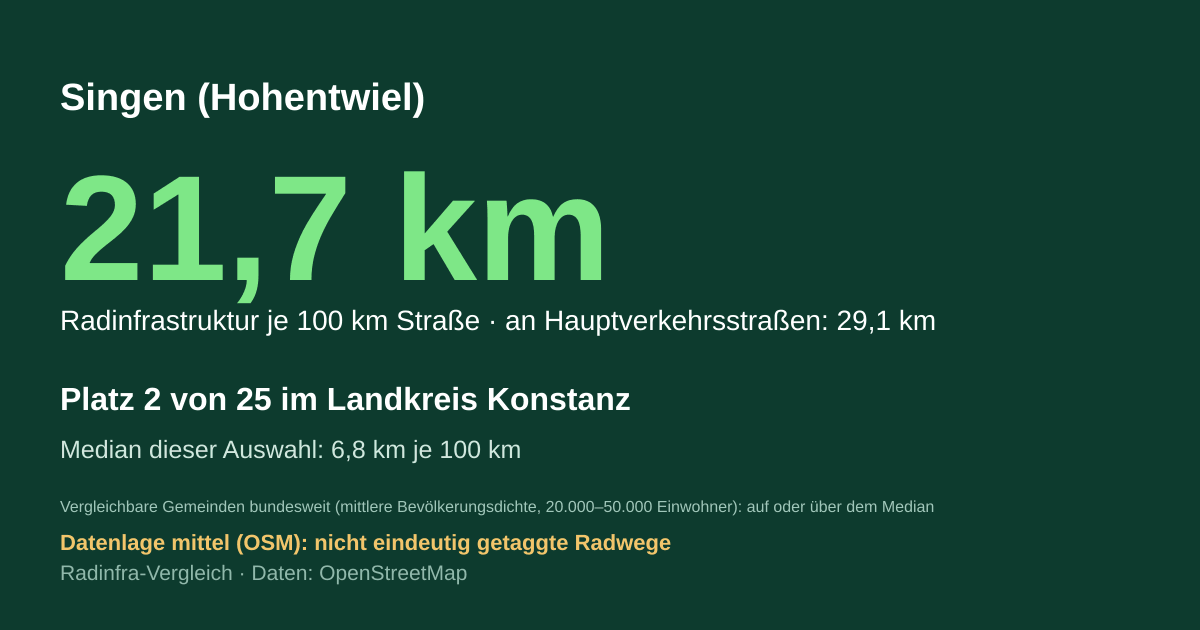 Singen (Hohentwiel)
21,7 km
Radinfrastruktur je 100 km Straße · an Hauptverkehrsstraßen: 29,1 km
Platz 2 von 25 im Landkreis Konstanz
Median dieser Auswahl: 6,8 km je 100 km
Vergleichbare Gemeinden bundesweit (mittlere Bevölkerungsdichte, 20.000–50.000 Einwohner): auf oder über dem Median
Datenlage mittel (OSM): nicht eindeutig getaggte Radwege
Radinfra-Vergleich · Daten: OpenStreetMap